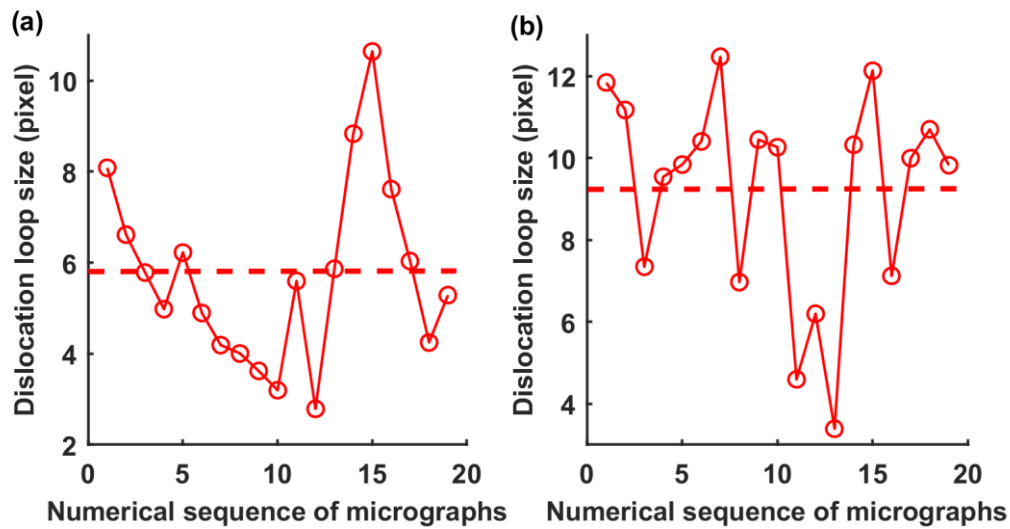 (a)
Dislocation loop size (pixel)
10
8
6
4
2
0 5 10 15 20
Numerical sequence of micrographs
(b)
Dislocation loop size (pixel)
12
10
8
6
4
0 5 10 15 20
Numerical sequence of micrographs